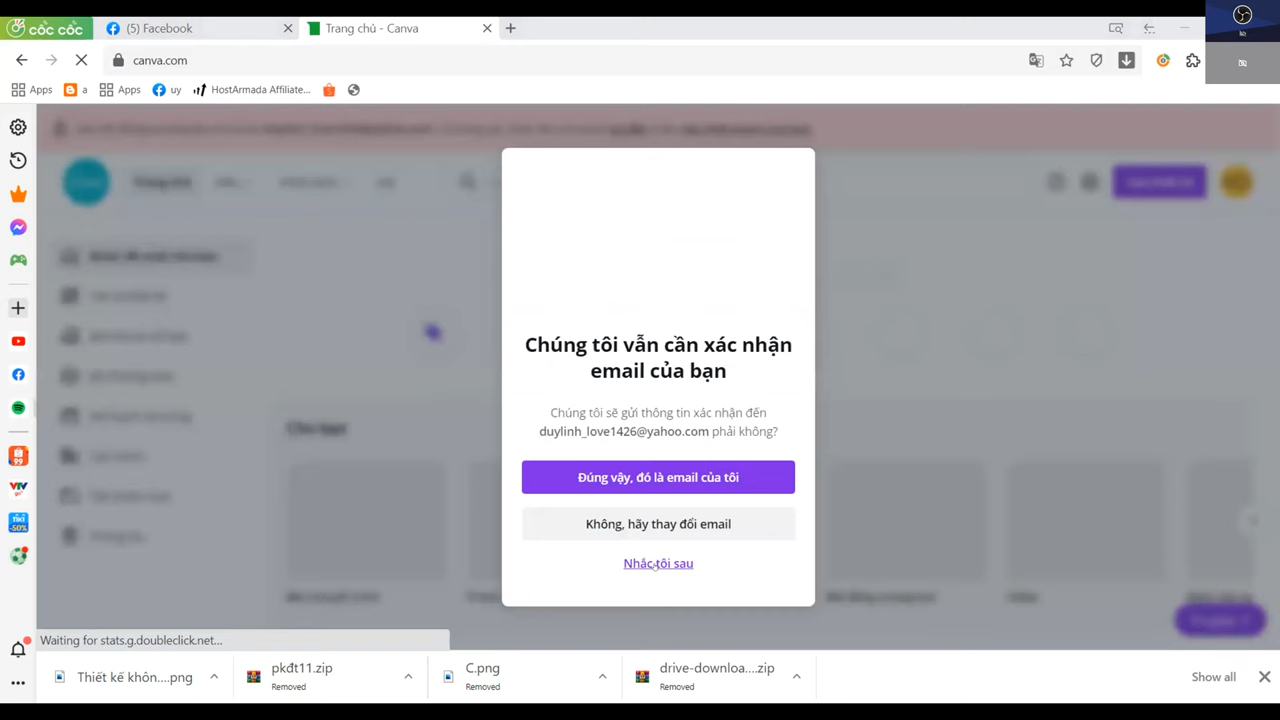 cốc cốc
(5) Facebook
Trang chủ - Canva
canva.com
Apps
a
Apps
uy
HostArmada Affiliate...
Chúng tôi vẫn cần xác nhận
email của bạn
Chúng tôi sẽ gửi thông tin xác nhận đến
duylinh_love1426@yahoo.com phải không?
Đúng vậy, đó là email của tôi
Không, hãy thay đổi email
Nhắc tôi sau
Waiting for stats.g.doubleclick.net...
Thiết kế khôn....png
pkđt11.zip
Removed
C.png
Removed
drive-downloa....zip
Removed
Show all